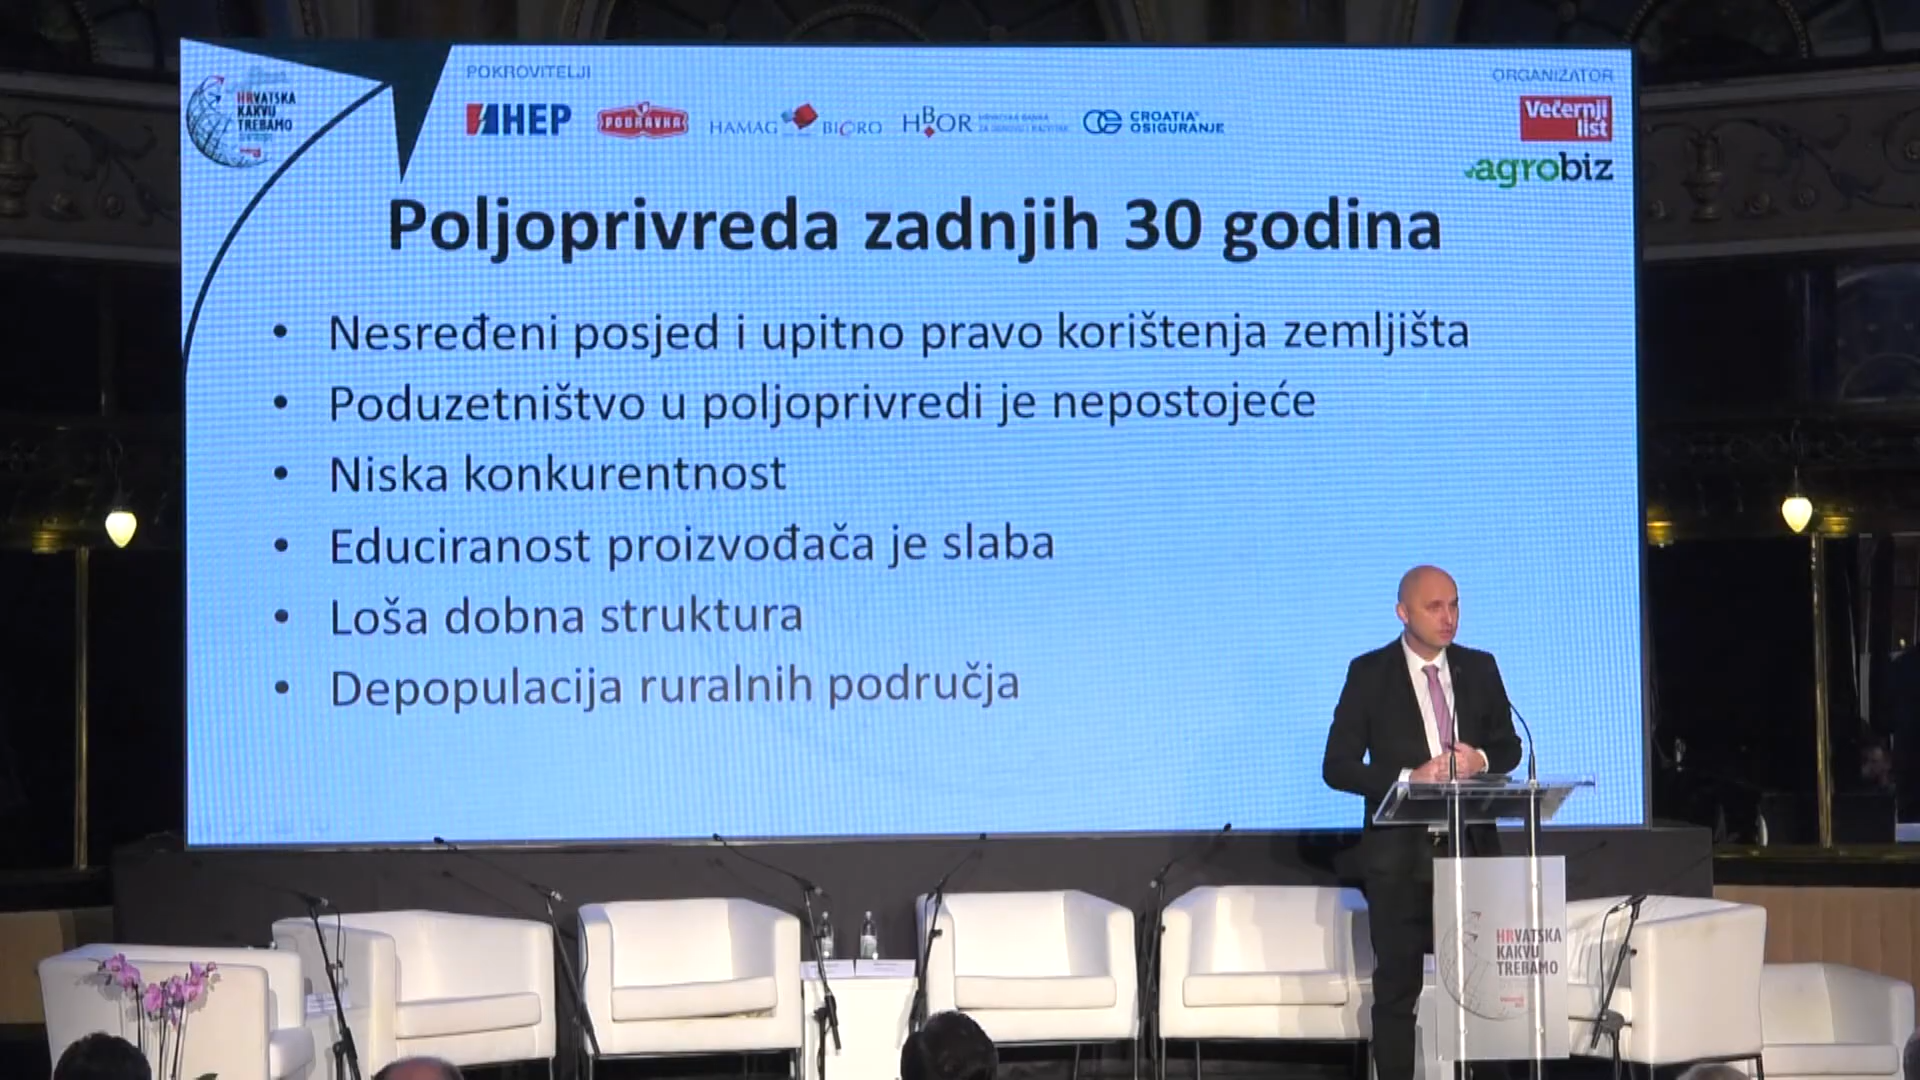 POKROVITELJI
ORGANIZATOR
HRVATSKA
KAKVU
TREBAMO
HEP
PODRAVKA
HAMAG BICRO
HBOR
CROATIA
OSIGURANJE
Večernji
list
agrobiz
Poljoprivreda zadnjih 30 godina
• Nesređeni posjed i upitno pravo korištenja zemljišta
• Poduzetništvo u poljoprivredi je nepostojeće
• Niska konkurentnost
• Educiranost proizvođača je slaba
• Loša dobna struktura
• Depopulacija ruralnih područja
HRVATSKA
KAKVU
TREBAMO